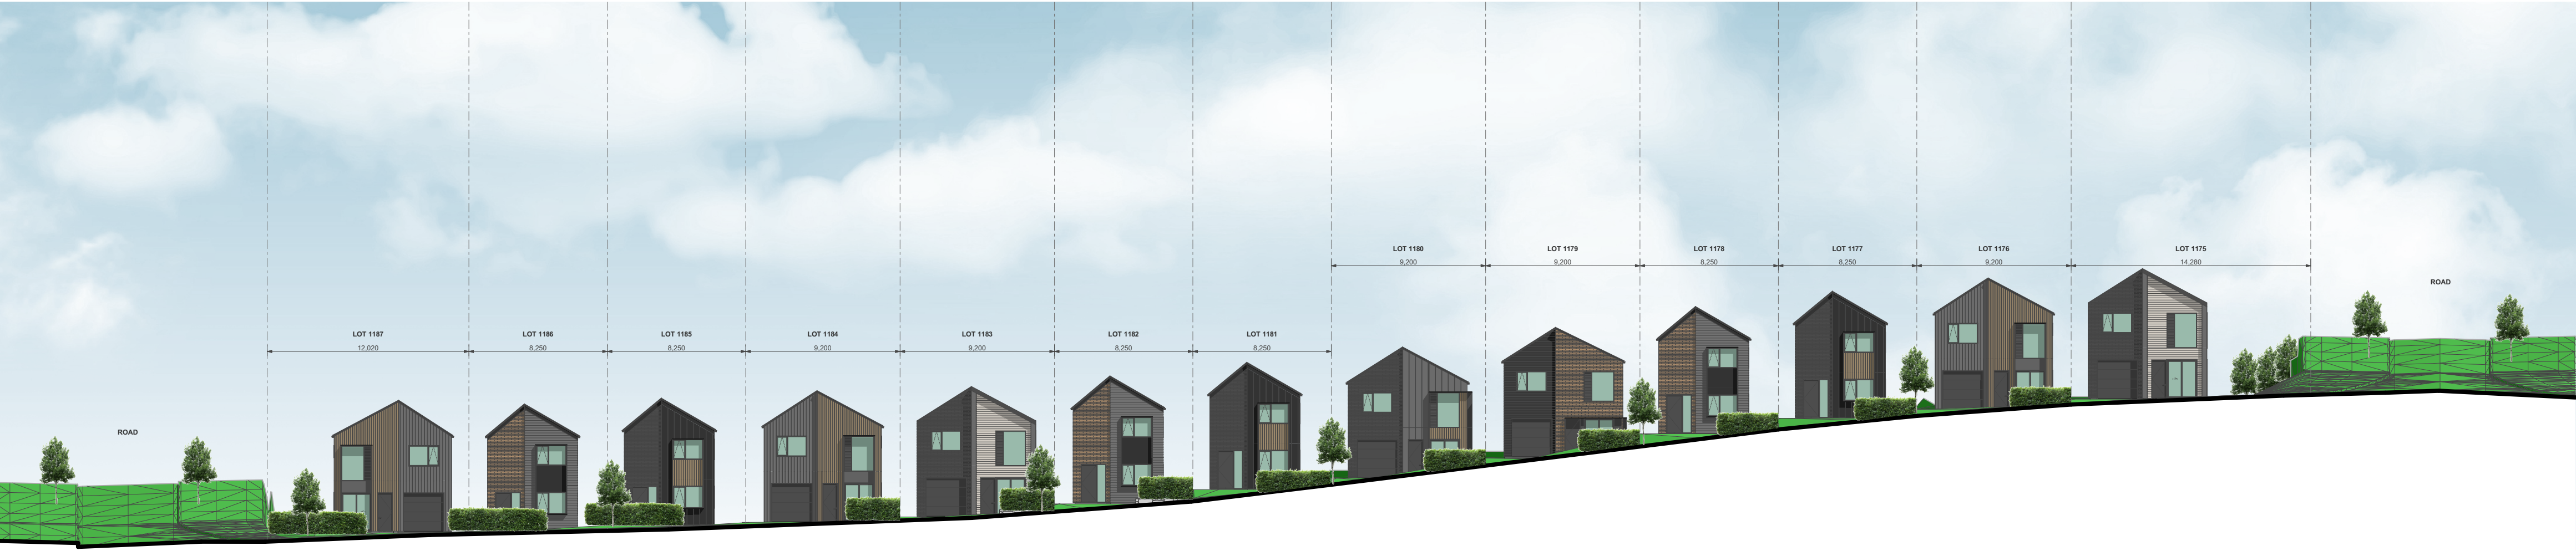 LOT 1180 LOT 1179 LOT 1178 LOT 1177 LOT 1176 LOT 1175
9,200 9,200 8,250 8,250 9,200 14,280
ROAD
LOT 1187 LOT 1186 LOT 1185 LOT 1184 LOT 1183 LOT 1182 LOT 1181
12,020 8,250 8,250 9,200 9,200 8,250 8,250
ROAD